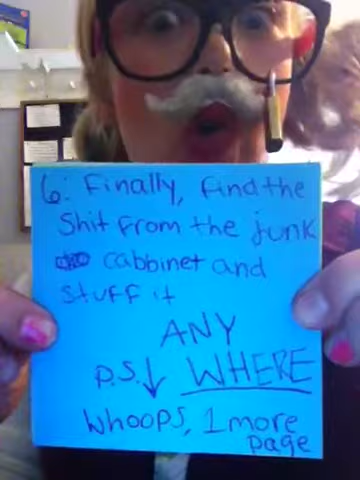 6: Finally, find the
Shit from the junk
cabbinet and
stuff it
ANY
P.S.↓ WHERE
Whoops, 1 more
page